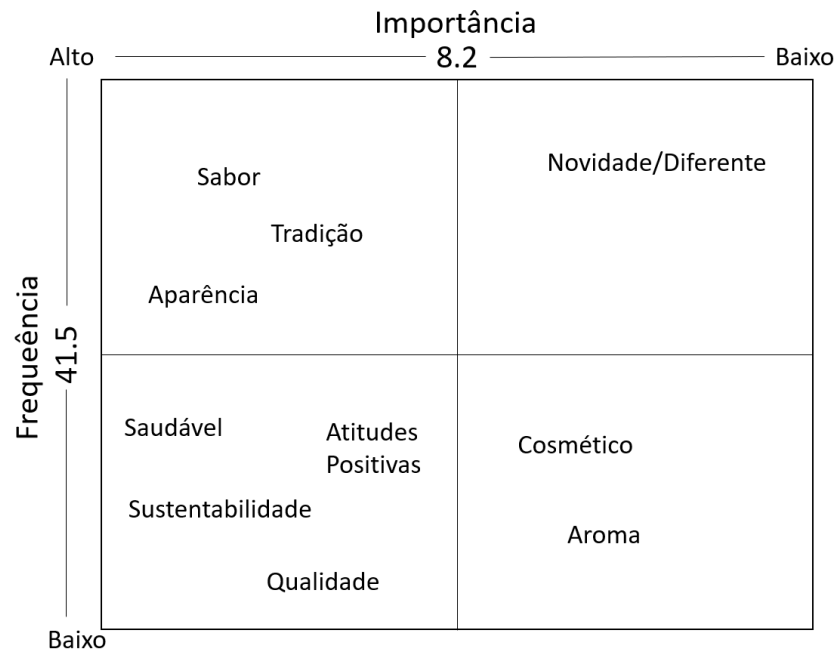 Importância
Alto
8.2
Baixo
Sabor
Novidade/Diferente
Tradição
Aparência
Frequeência
41.5
Saudável
Atitudes
Positivas
Cosmético
Sustentabilidade
Aroma
Qualidade
Baixo